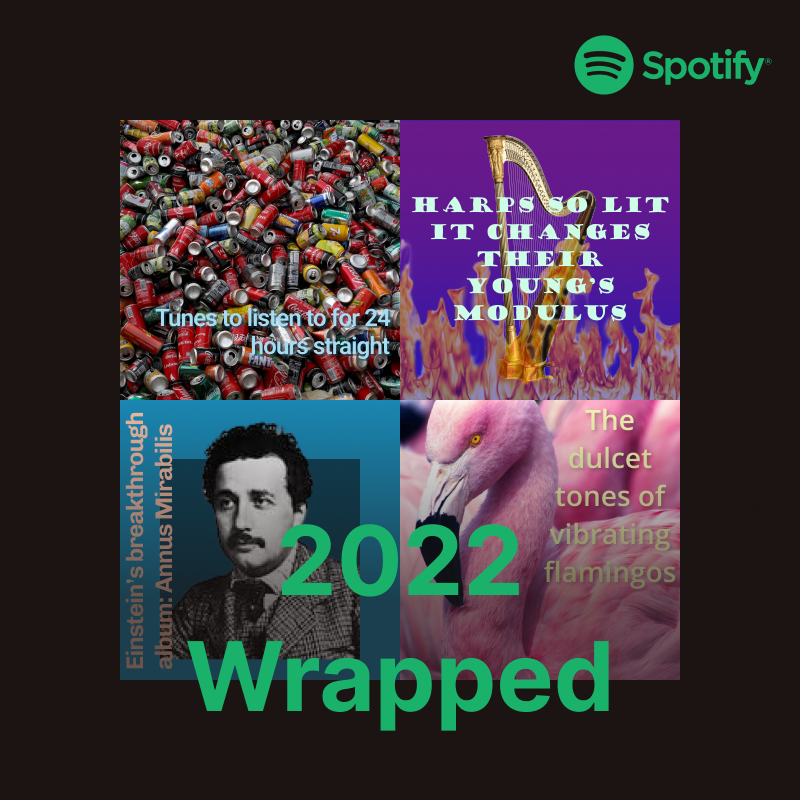 Spotify®
Tunes to listen to for 24
hours straight
HARPS SO LIT
IT CHANGES
THEIR
YOUNG'S
MODULUS
Einstein's breakthrough
album: Annus Mirabilis
The
dulcet
tones of
vibrating
flamingos
2022
Wrapped